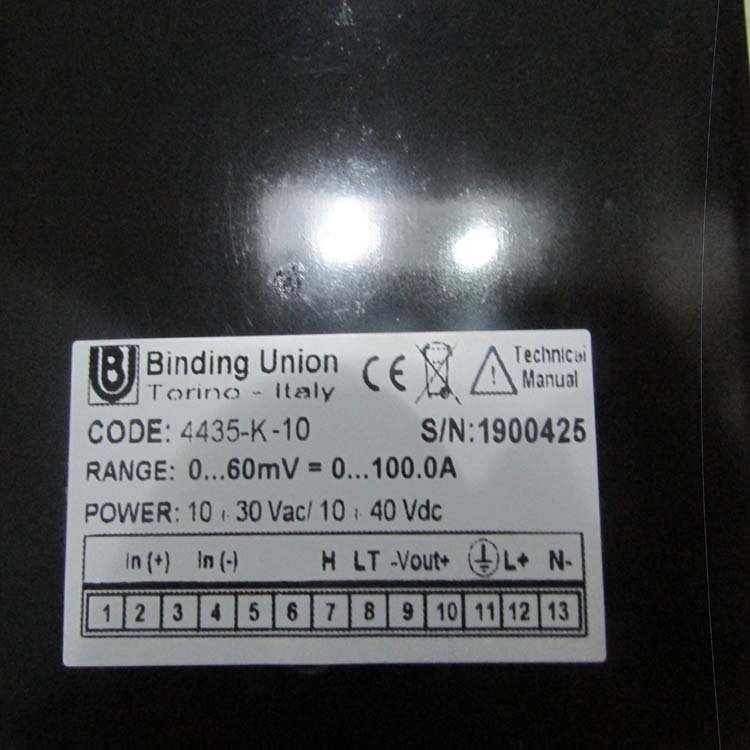 BU Binding Union CE Technical
Torino - Italy Manual
CODE: 4435-K-10 S/N:1900425
RANGE: 0...60mV = 0...100.0A
POWER: 10 ÷ 30 Vac/ 10 ÷ 40 Vdc
In (+) In (-) H LT -Vout+ L+ N-
1 2 3 4 5 6 7 8 9 10 11 12 13